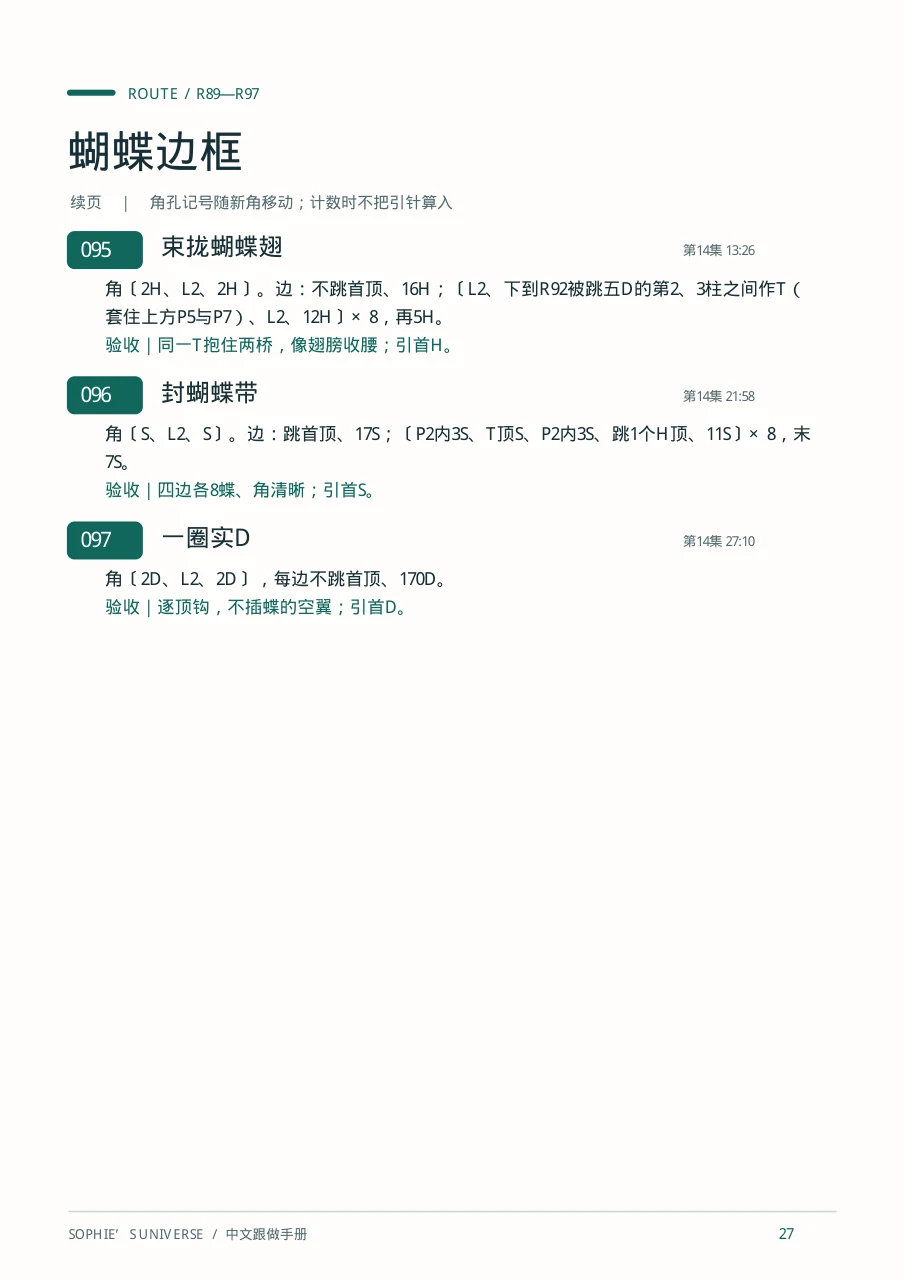 ROUTE / R89—R97
蝴蝶边框
续页 | 角孔记号随新角移动；计数时不把引针算入
095 束拢蝴蝶翅 第14集 13:26
角〔2H、L2、2H〕。边：不跳首顶、16H；〔L2、下到R92被跳五D的第2、3柱之间作T（
套住上方P5与P7）、L2、12H〕× 8，再5H。
验收 | 同一T抱住两桥，像翅膀收腰；引首H。
096 封蝴蝶带 第14集 21:58
角〔S、L2、S〕。边：跳首顶、17S；〔P2内3S、T顶S、P2内3S、跳1个H顶、11S〕× 8，末
7S。
验收 | 四边各8蝶、角清晰；引首S。
097 一圈实D 第14集 27:10
角〔2D、L2、2D〕，每边不跳首顶、170D。
验收 | 逐顶钩，不插蝶的空翼；引首D。
SOPHIE’S UNIVERSE / 中文跟做手册 27